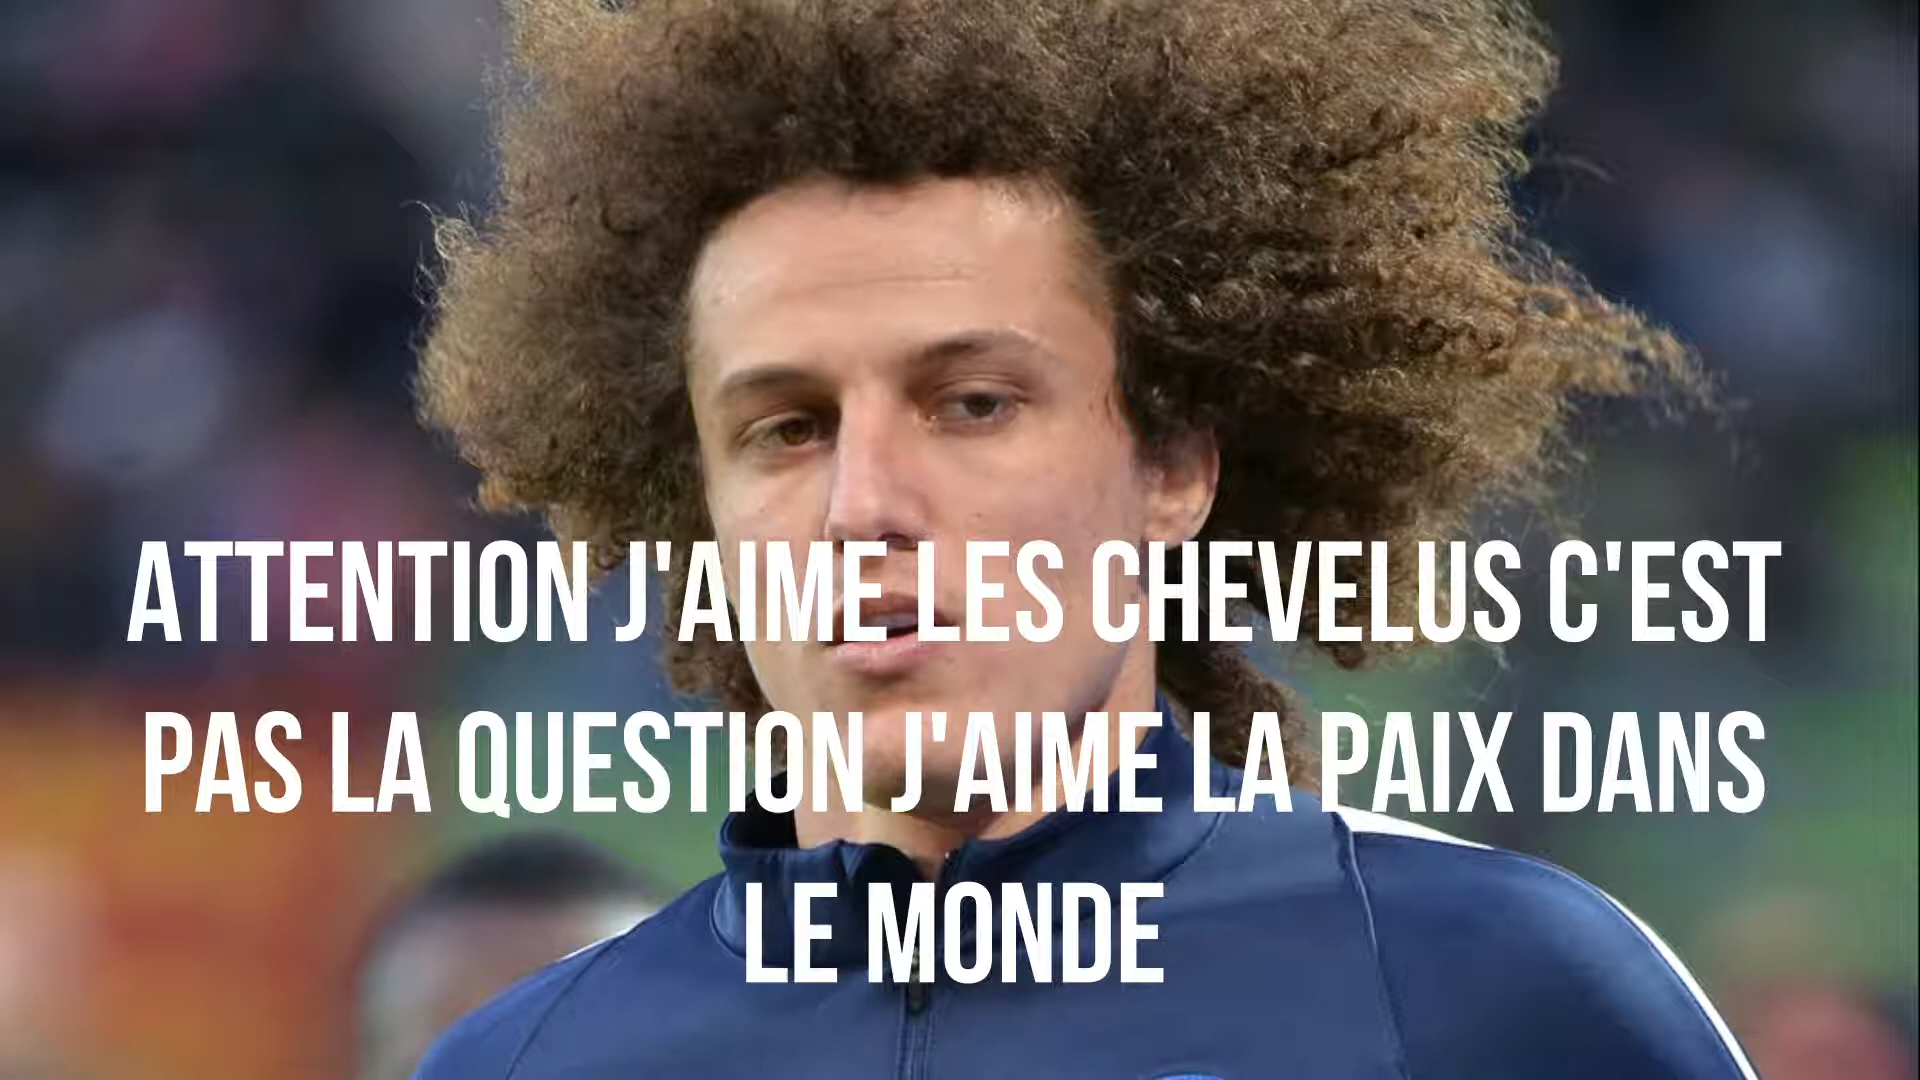 ATTENTION J'AIME LES CHEVELUS C'EST
PAS LA QUESTION J'AIME LA PAIX DANS
LE MONDE